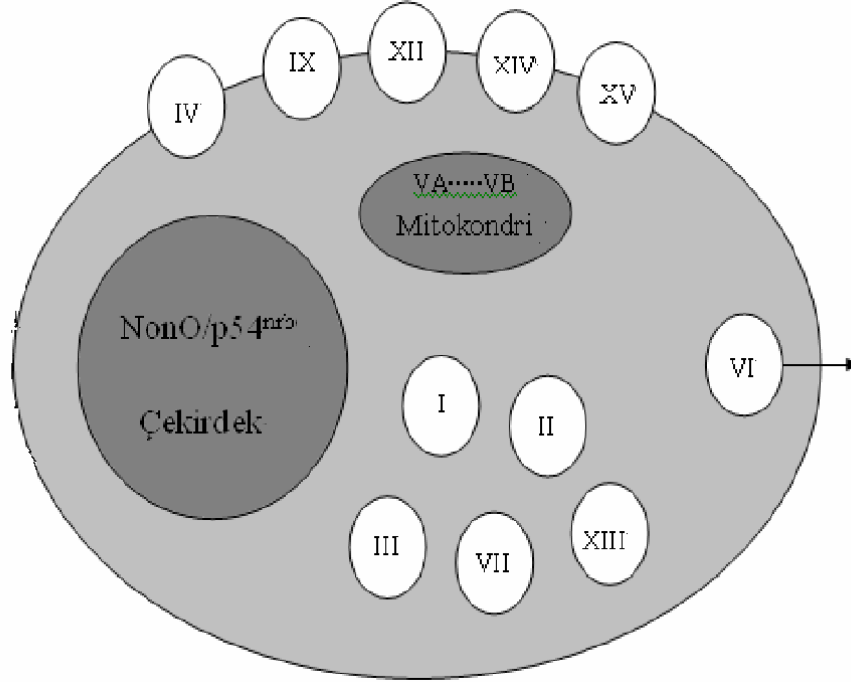 IV
IX
XII
XIV
XV
VA·····VB
Mitokondri
NonO/p54nrb
Çekirdek
VI
I
II
III
VII
XIII